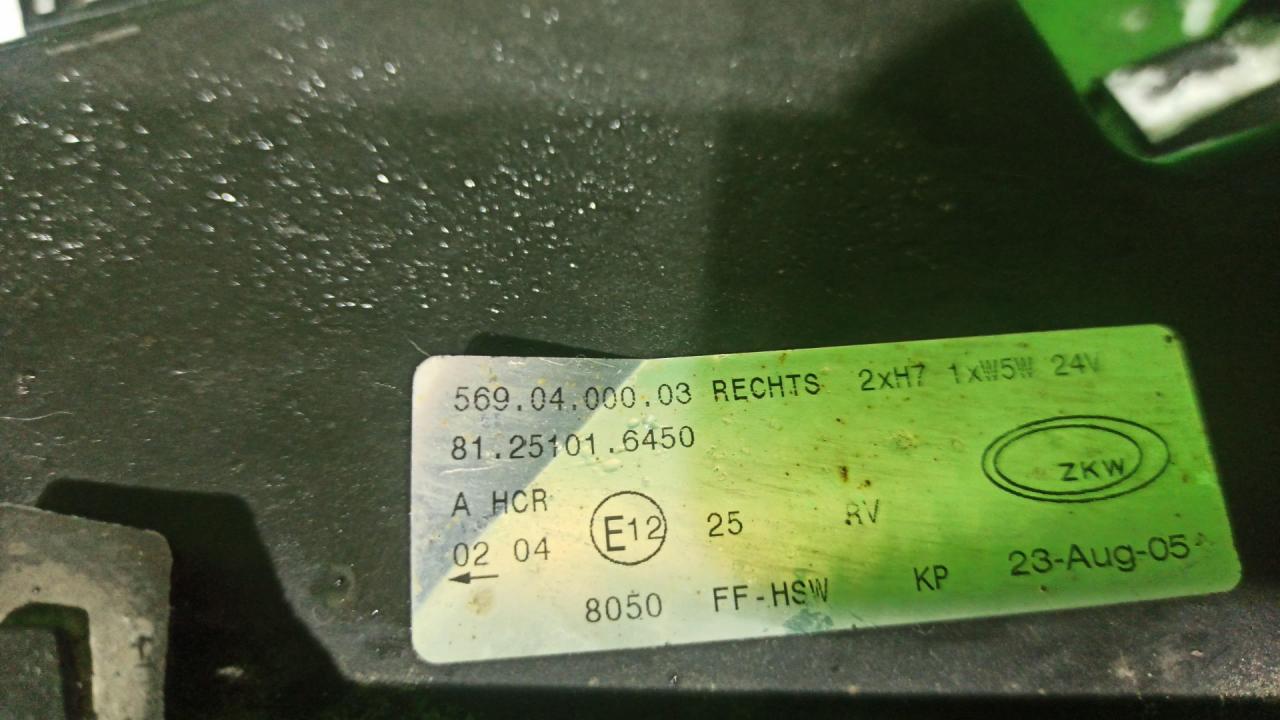 569.04.000.03 RECHTS 2xH7 1xW5W 24V
81.25101.6450
ZKW
A HCR
E12 25 RV
02 04
← 23-Aug-05
8050 FF-HSW KP